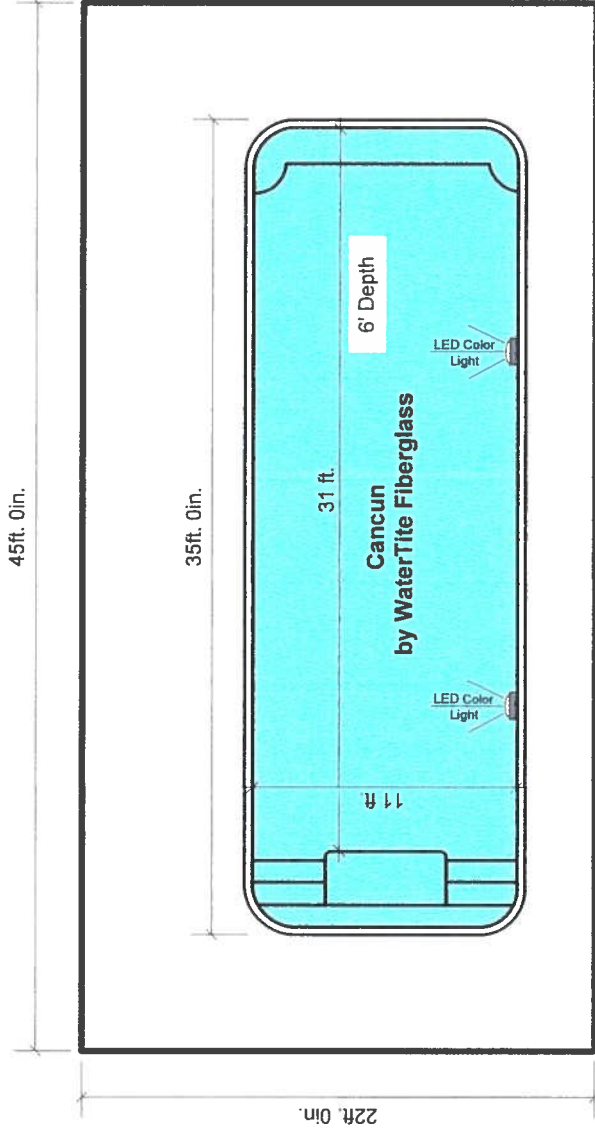 45ft. 0in.
35ft. 0in.
31 ft.
6' Depth
LED Color
Light
Cancun
by WaterTite Fiberglass
LED Color
Light
11 ft
22ft. 0in.